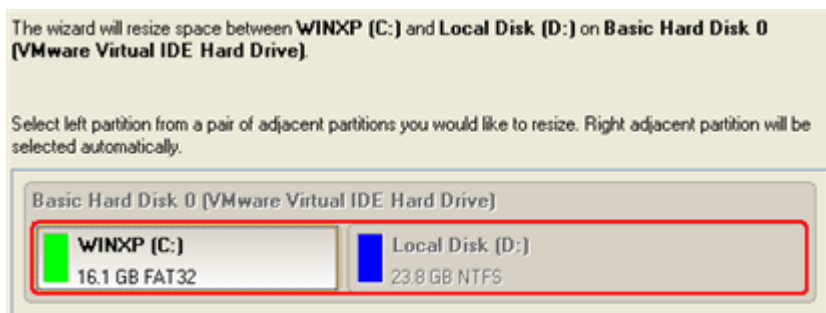 The wizard will resize space between WINXP (C:) and Local Disk (D:) on Basic Hard Disk 0
(VMware Virtual IDE Hard Drive).
Select left partition from a pair of adjacent partitions you would like to resize. Right adjacent partition will be
selected automatically.
Basic Hard Disk 0 (VMware Virtual IDE Hard Drive)
WINXP (C:)
16.1 GB FAT32
Local Disk (D:)
23.8 GB NTFS